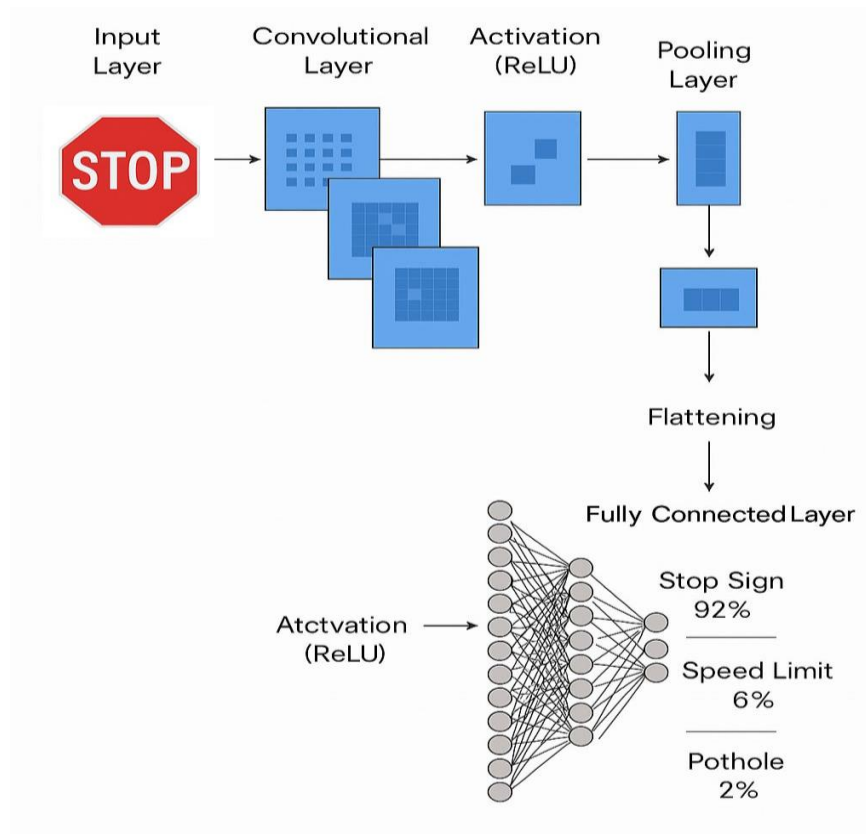 Input
Layer
Convolutional
Layer
Activation
(ReLU)
Pooling
Layer
STOP
Flattening
Fully Connected Layer
Atctvation
(ReLU)
Stop Sign
92%
Speed Limit
6%
Pothole
2%